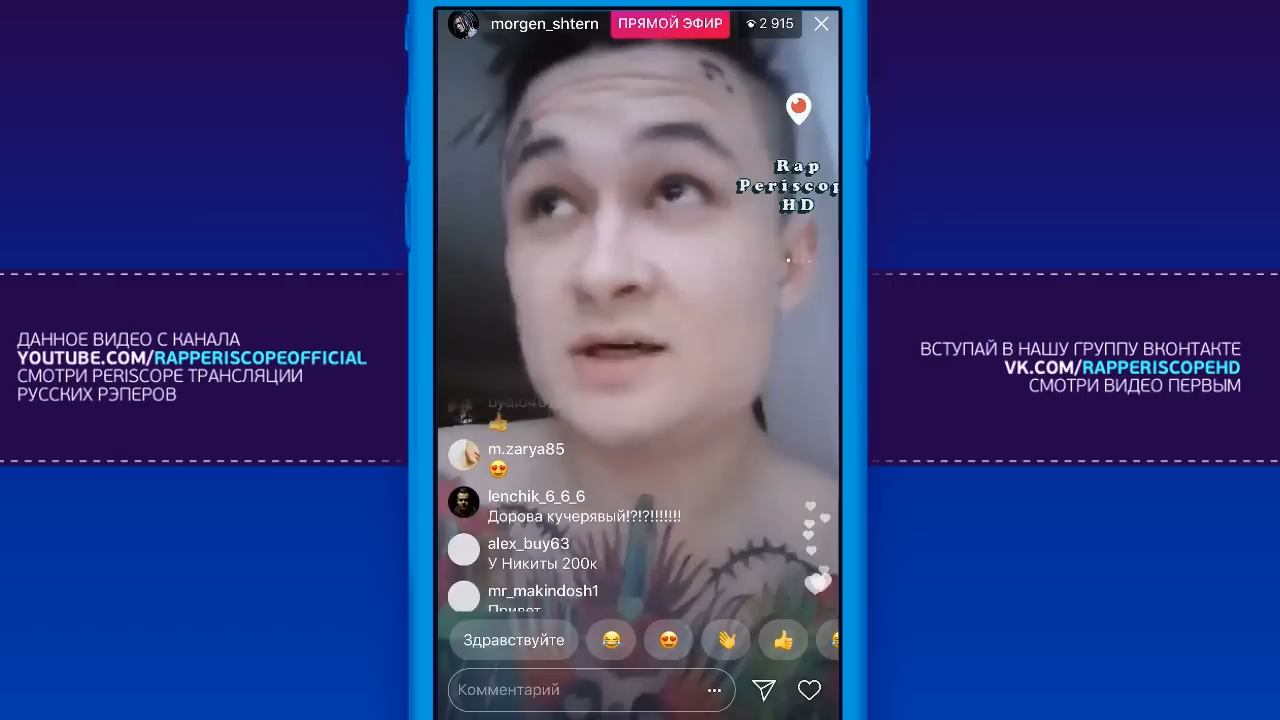 morgen_shtern
ПРЯМОЙ ЭФИР
2 915
Rap
Periscop
HD
ДАННОЕ ВИДЕО С КАНАЛА
YOUTUBE.COM/RAPPERISCOPEOFFICIAL
СМОТРИ PERISCOPE ТРАНСЛЯЦИИ
РУССКИХ РЭПЕРОВ
ВСТУПАЙ В НАШУ ГРУППУ ВКОНТАКТЕ
VK.COM/RAPPERISCOPEHD
СМОТРИ ВИДЕО ПЕРВЫМ
👍
m.zarya85
😍
lenchik_6_6_6
Дорова кучерявый!?!?!!!!!!!
alex_buy63
У Никиты 200к
mr_makindosh1
Привет
Здравствуйте 😂 😍 👋 👍
Комментарий